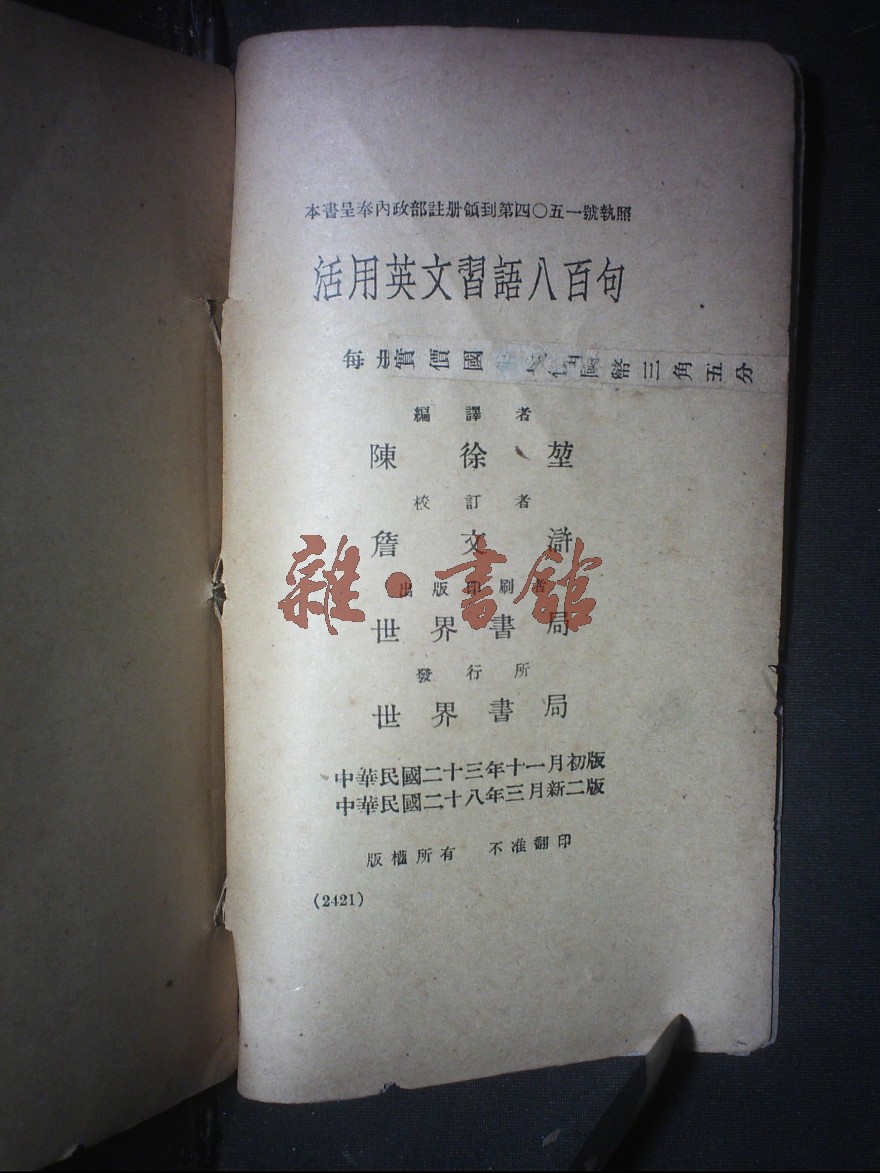 本書呈奉內政部註册領到第四〇五一號執照
活用英文習語八百句
每册實價國
國幣三角五分
編譯者
陳徐堃
校訂者
詹文滸
雜·書館
出版印刷者
世界書局
發行所
世界書局
中華民國二十三年十一月初版
中華民國二十八年三月新二版
版權所有 不准翻印
(2421)